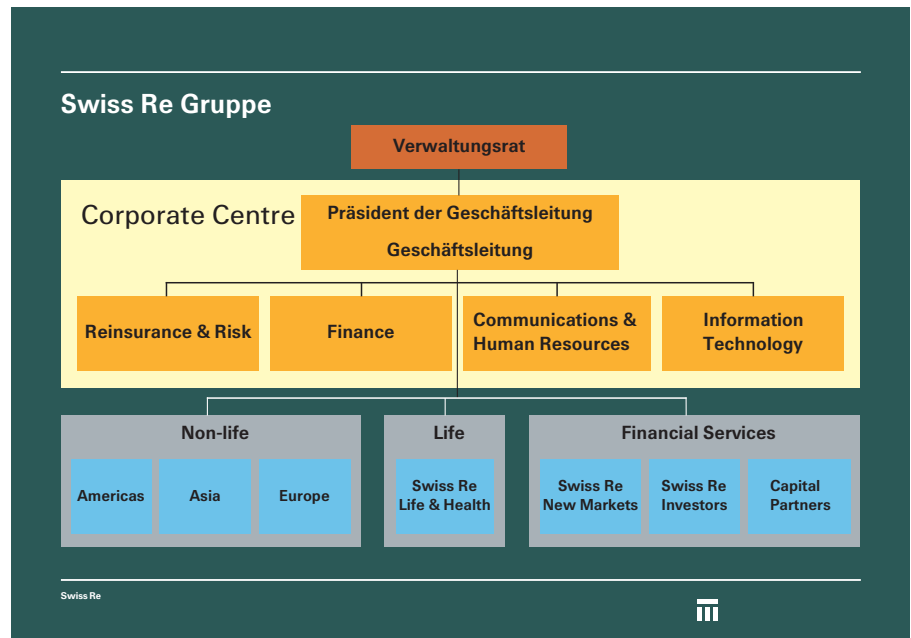 Swiss Re Gruppe
Verwaltungsrat
Corporate Centre
Präsident der Geschäftsleitung
Geschäftsleitung
Reinsurance & Risk
Finance
Communications &
Human Resources
Information
Technology
Non-life
Americas
Asia
Europe
Life
Swiss Re
Life & Health
Financial Services
Swiss Re
New Markets
Swiss Re
Investors
Capital
Partners
Swiss Re